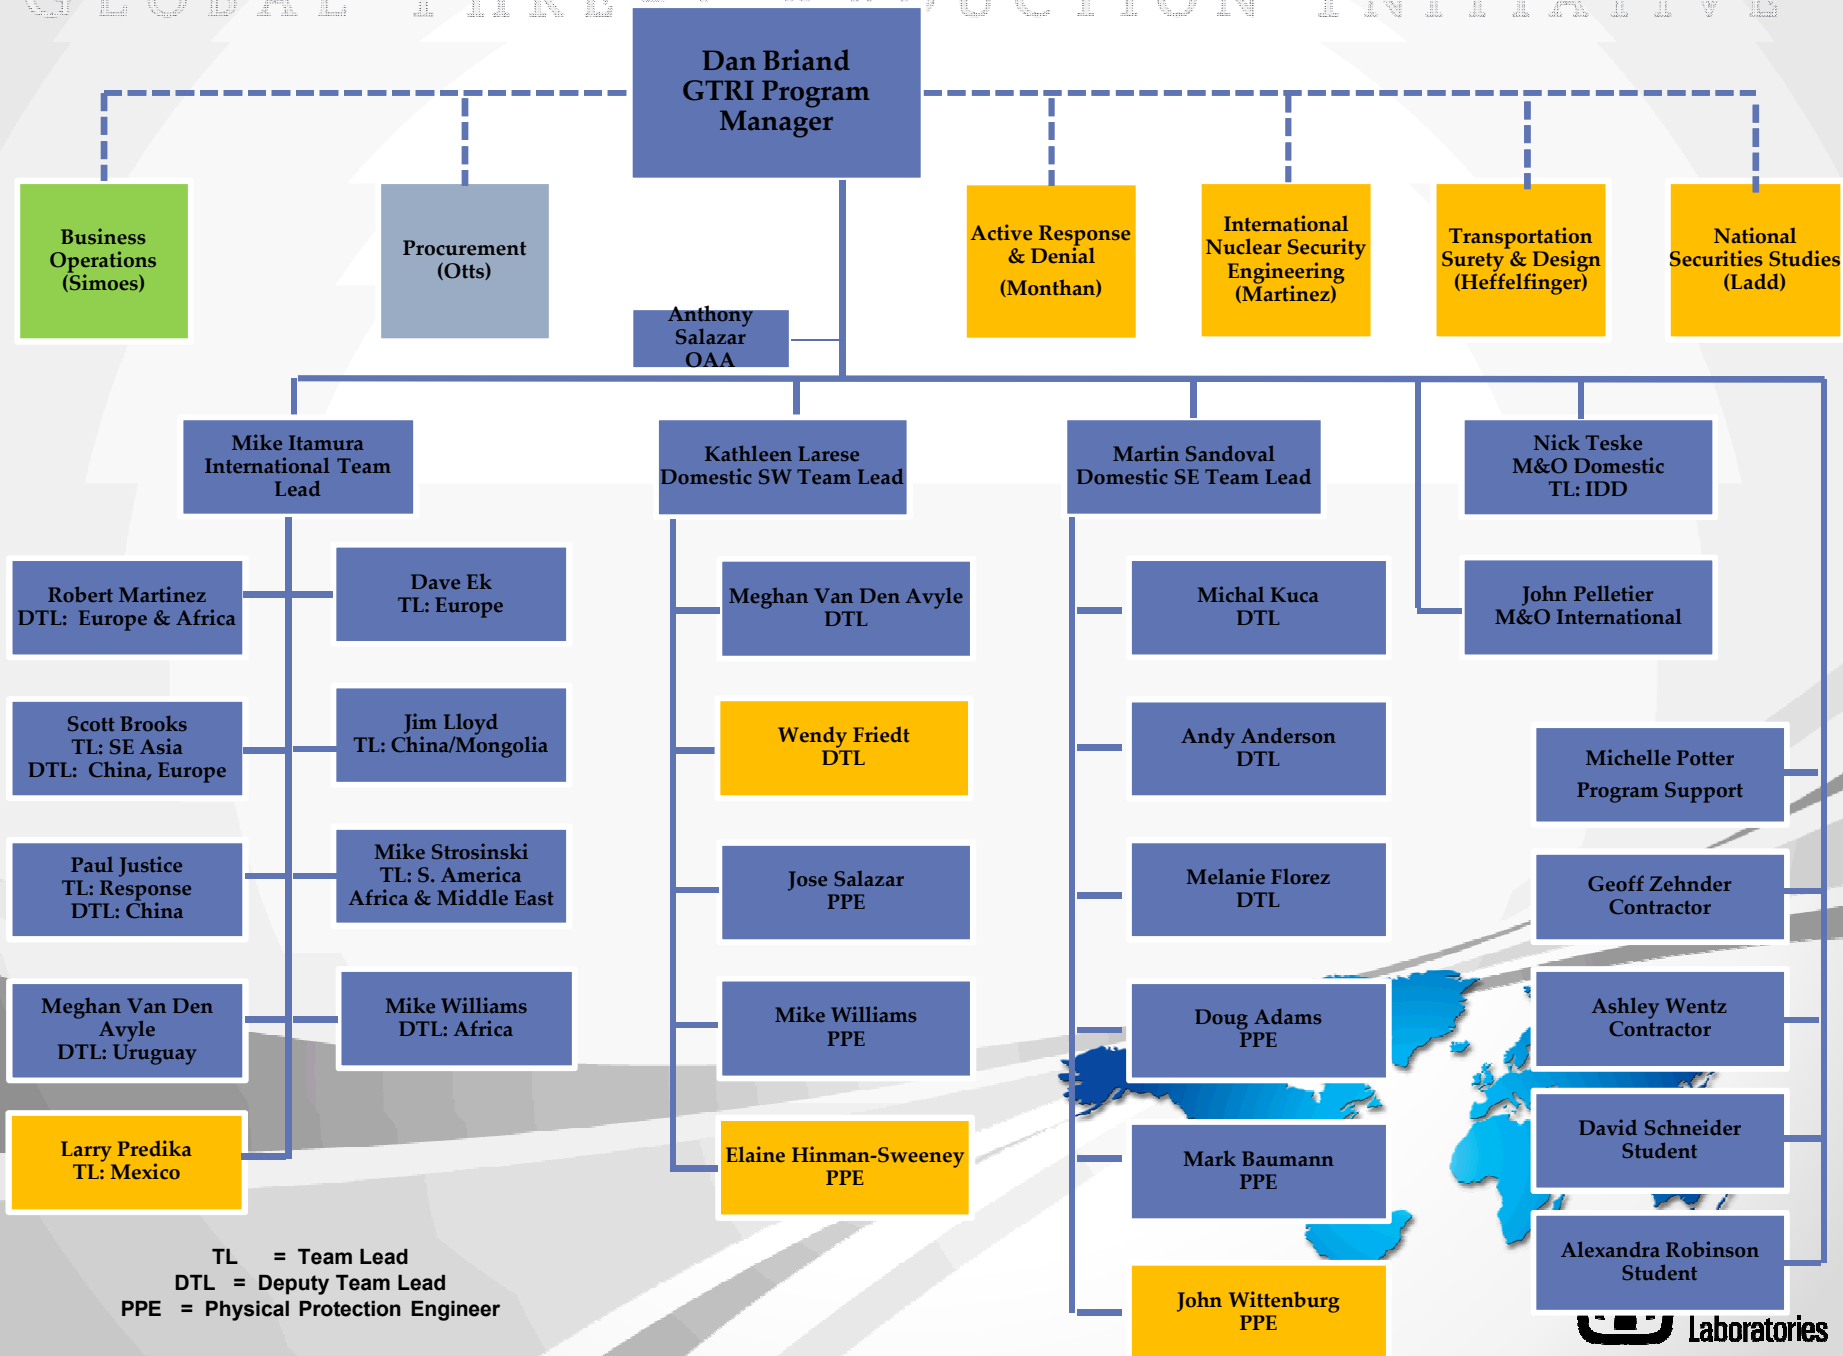 GLOBAL THREAT REDUCTION INITIATIVE
Dan Briand
GTRI Program
Manager
Business
Operations
(Simoes)
Procurement
(Otts)
Active Response
& Denial
(Monthan)
International
Nuclear Security
Engineering
(Martinez)
Transportation
Surety & Design
(Heffelfinger)
National
Securities Studies
(Ladd)
Anthony
Salazar
OAA
Mike Itamura
International Team
Lead
Kathleen Larese
Domestic SW Team Lead
Martin Sandoval
Domestic SE Team Lead
Nick Teske
M&O Domestic
TL: IDD
Robert Martinez
DTL: Europe & Africa
Dave Ek
TL: Europe
Meghan Van Den Avyle
DTL
Michal Kuca
DTL
John Pelletier
M&O International
Scott Brooks
TL: SE Asia
DTL: China, Europe
Jim Lloyd
TL: China/Mongolia
Wendy Friedt
DTL
Andy Anderson
DTL
Michelle Potter
Program Support
Paul Justice
TL: Response
DTL: China
Mike Strosinski
TL: S. America
Africa & Middle East
Jose Salazar
PPE
Melanie Florez
DTL
Geoff Zehnder
Contractor
Meghan Van Den
Avyle
DTL: Uruguay
Mike Williams
DTL: Africa
Mike Williams
PPE
Doug Adams
PPE
Ashley Wentz
Contractor
Larry Predika
TL: Mexico
Elaine Hinman-Sweeney
PPE
Mark Baumann
PPE
David Schneider
Student
Alexandra Robinson
Student
John Wittenburg
PPE
TL = Team Lead
DTL = Deputy Team Lead
PPE = Physical Protection Engineer
Laboratories